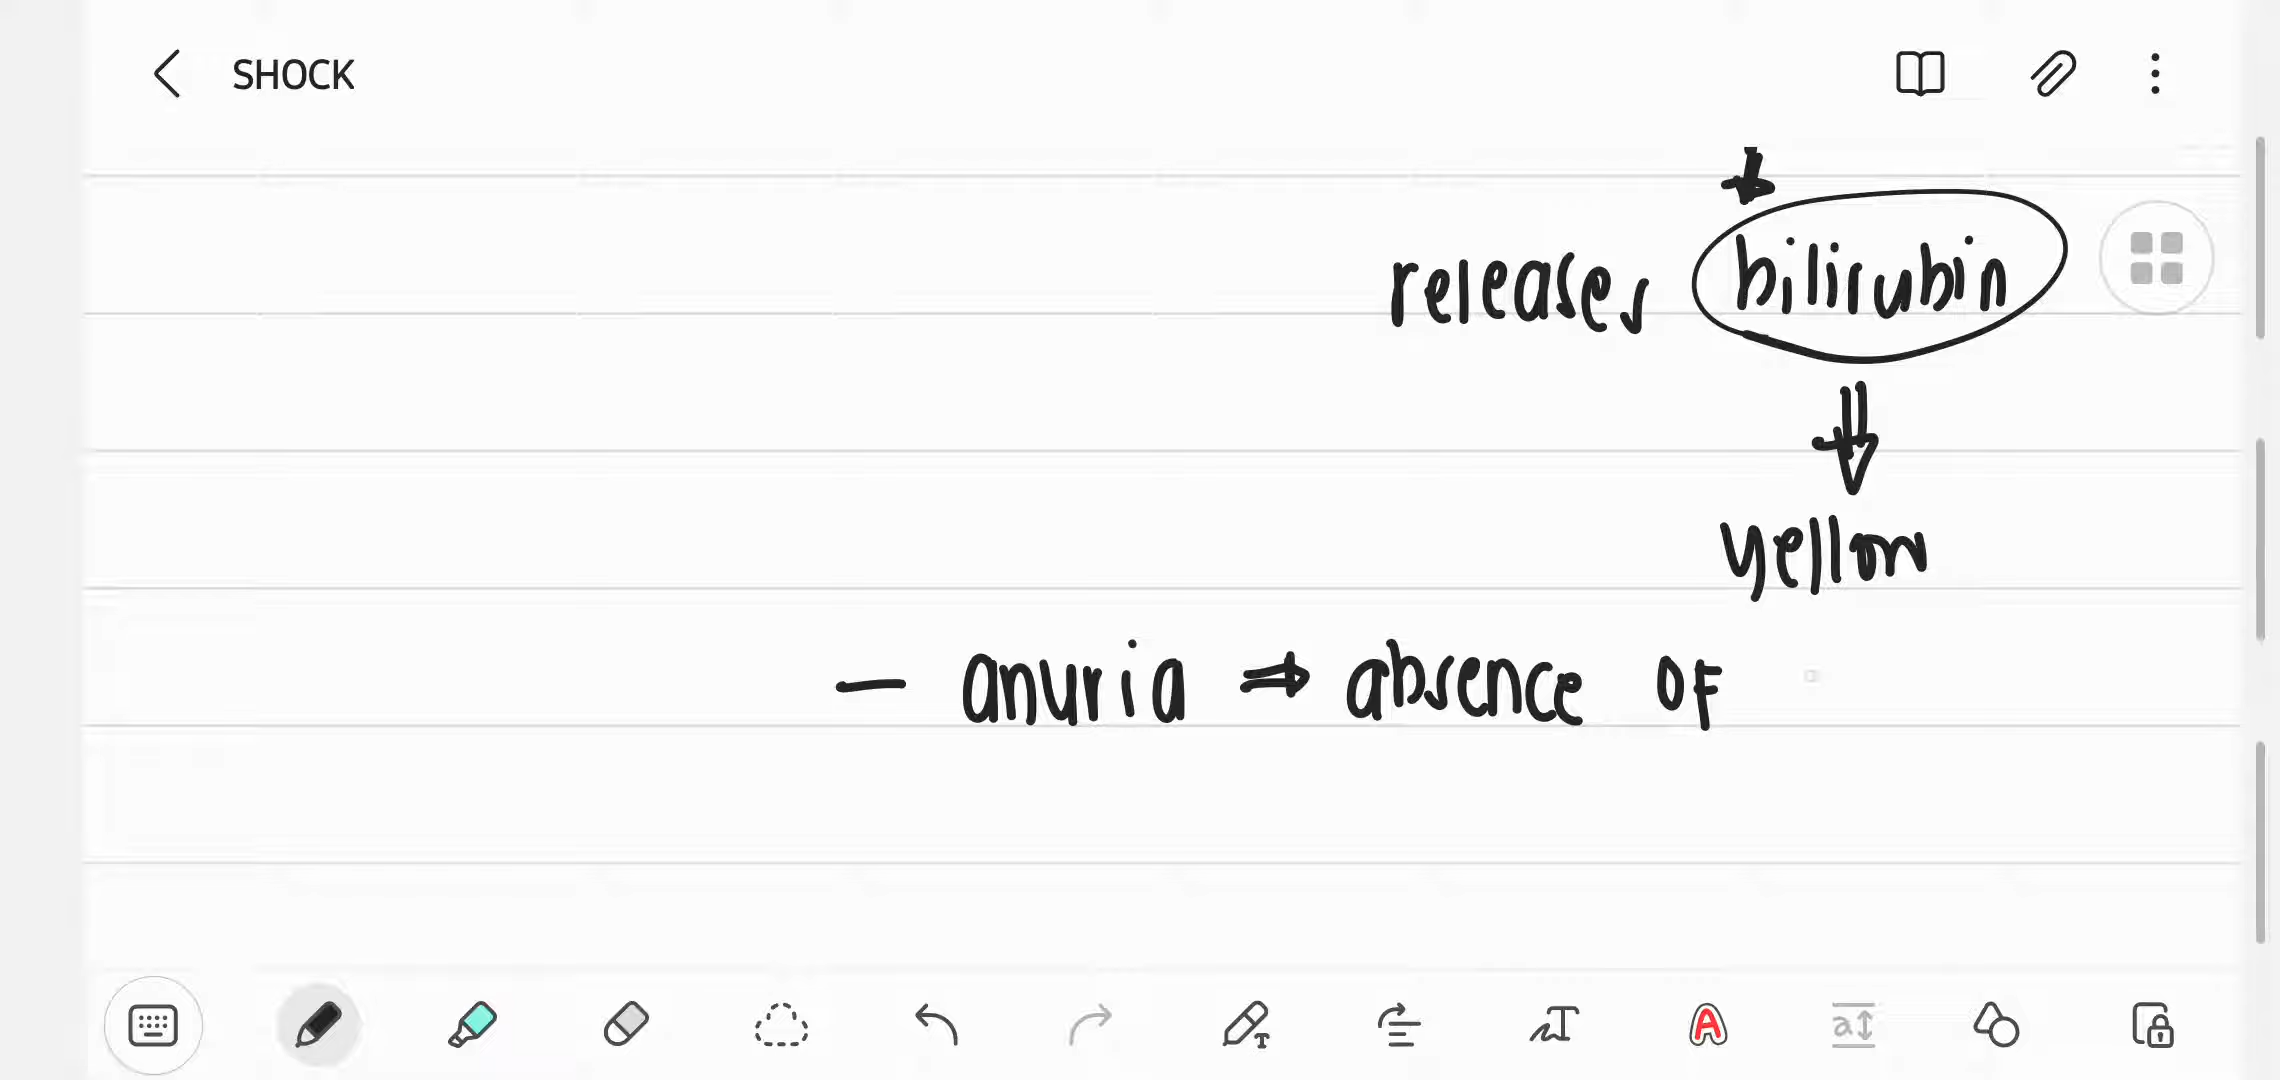 SHOCK
releases bilirubin
yellow
- anuria ⇒ absence of